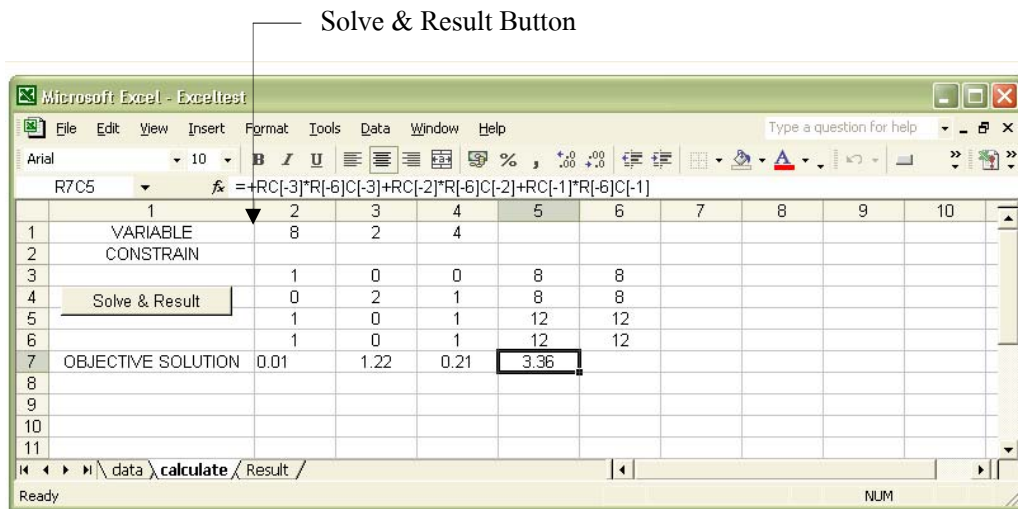 Solve & Result Button
Microsoft Excel - Exceltest
File Edit View Insert Format Tools Data Window Help Type a question for help
Arial 10 B I U % , .00 .00
R7C5 fx =+RC[-3]*R[-6]C[-3]+RC[-2]*R[-6]C[-2]+RC[-1]*R[-6]C[-1]
1 2 3 4 5 6 7 8 9 10
1 VARIABLE 8 2 4
2 CONSTRAIN
3 1 0 0 8 8
4 Solve & Result 0 2 1 8 8
5 1 0 1 12 12
6 1 0 1 12 12
7 OBJECTIVE SOLUTION 0.01 1.22 0.21 3.36
8
9
10
11
data calculate Result
Ready NUM